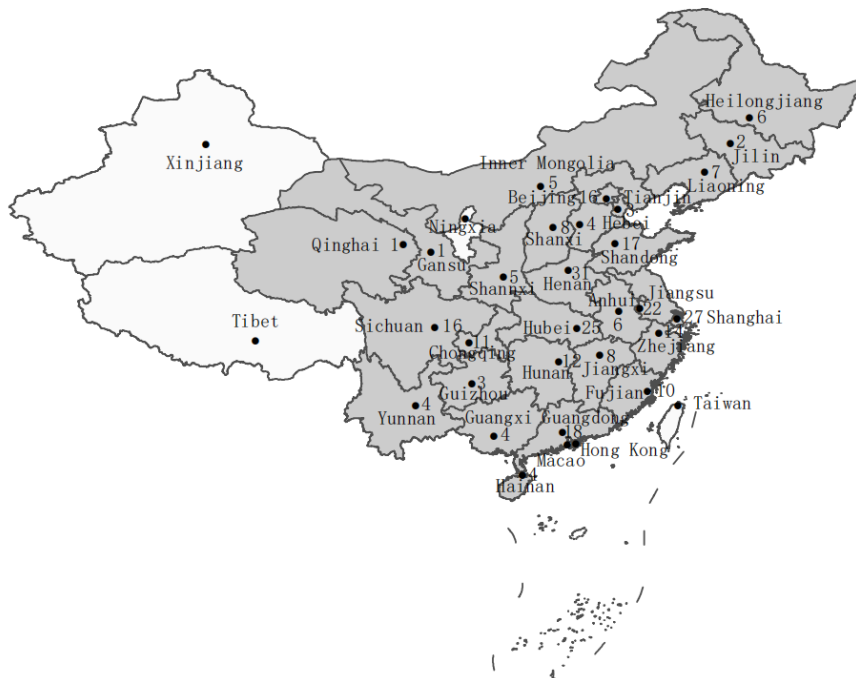 Heilongjiang
6
2
Jilin
Xinjiang
Inner Mongolia
5
7
Liaoning
Beijing 16
Tianjin
3
Ningxia
4
Hebei
8
Shanxi
Qinghai 1
1
Gansu
17
Shandong
5
Shannxi
31
Henan
Anhui
6
Jiangsu
22
27 Shanghai
Tibet
Sichuan 16
Hubei 25
14
Zhejiang
11
Chongqing
12
Hunan
8
Jiangxi
3
Guizhou
Fujian 10
4
Yunnan
Taiwan
Guangxi
4
Guangdong
18
Hong Kong
Macao
4
Hainan